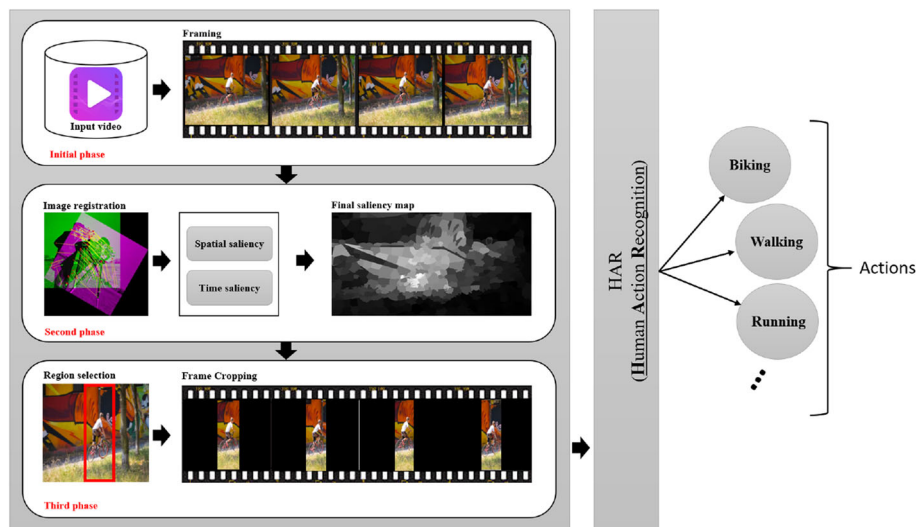 Framing
Input video
Initial phase
Image registration
Spatial saliency
Time saliency
Final saliency map
Second phase
Region selection
Frame Cropping
Third phase
HAR
(Human Action Recognition)
Biking
Walking
Running
Actions